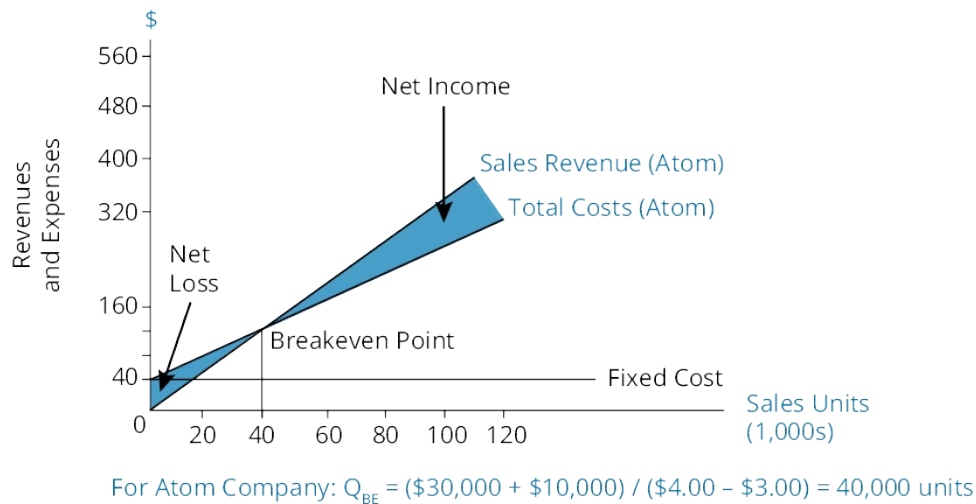 $
560
480
400
320
160
40
0
Revenues
and Expenses
Net Income
Sales Revenue (Atom)
Total Costs (Atom)
Net
Loss
Breakeven Point
Fixed Cost
20 40 60 80 100 120
Sales Units
(1,000s)
For Atom Company: Q_BE = ($30,000 + $10,000) / ($4.00 – $3.00) = 40,000 units